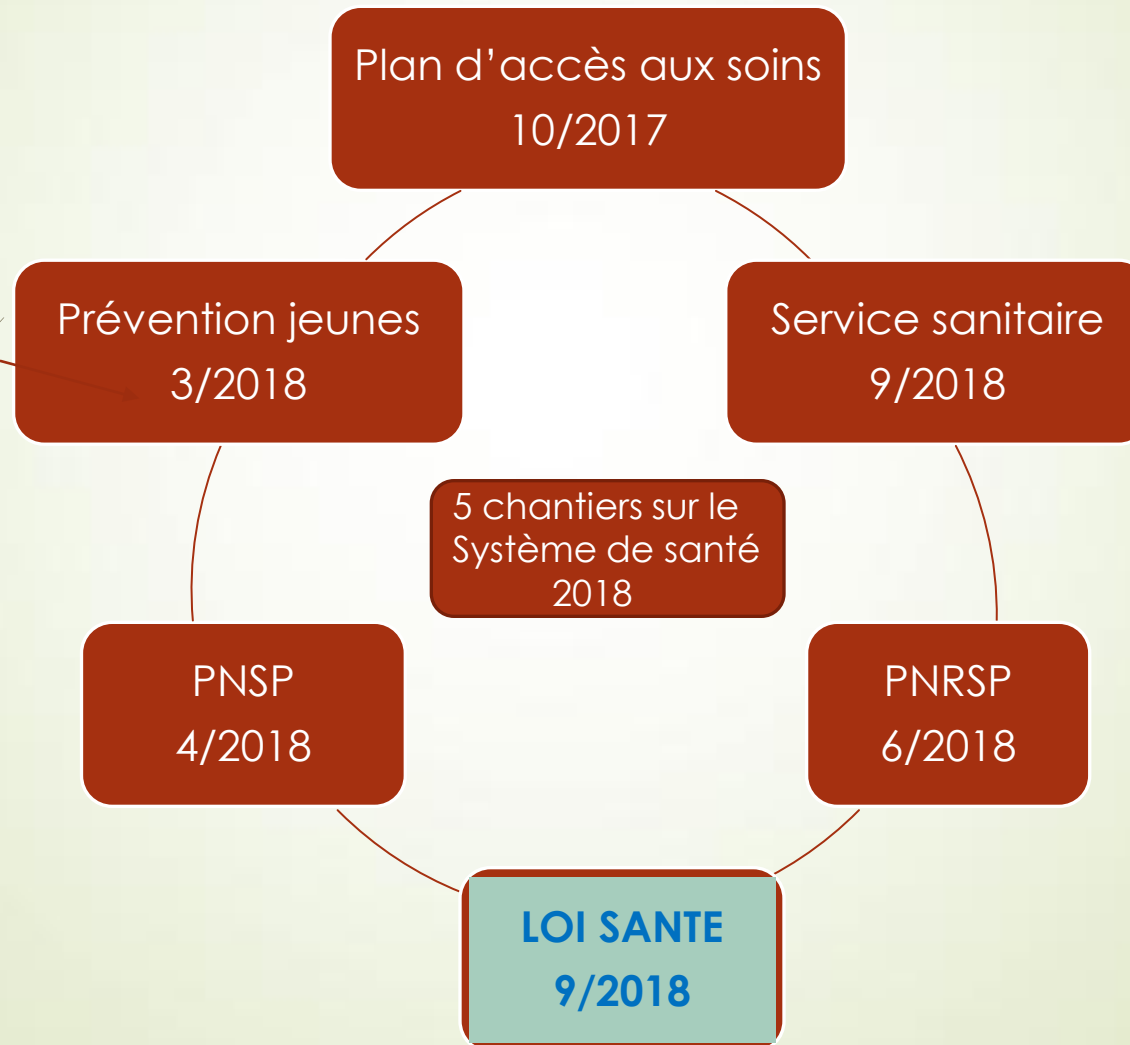 Plan d'accès aux soins
10/2017
Prévention jeunes
3/2018
Service sanitaire
9/2018
5 chantiers sur le
Système de santé
2018
PNSP
4/2018
PNRSP
6/2018
LOI SANTE
9/2018